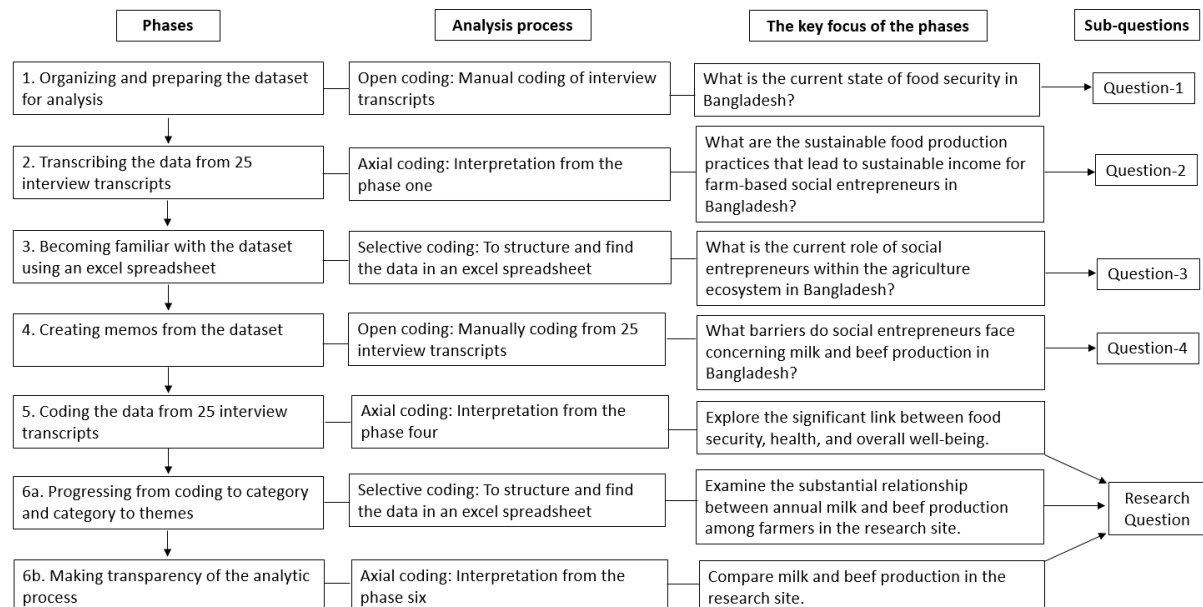 Phases
Analysis process
The key focus of the phases
Sub-questions
1. Organizing and preparing the dataset
for analysis
Open coding: Manual coding of interview
transcripts
What is the current state of food security in
Bangladesh?
Question-1
2. Transcribing the data from 25
interview transcripts
Axial coding: Interpretation from the
phase one
What are the sustainable food production
practices that lead to sustainable income for
farm-based social entrepreneurs in
Bangladesh?
Question-2
3. Becoming familiar with the dataset
using an excel spreadsheet
Selective coding: To structure and find
the data in an excel spreadsheet
What is the current role of social
entrepreneurs within the agriculture
ecosystem in Bangladesh?
Question-3
4. Creating memos from the dataset
Open coding: Manually coding from 25
interview transcripts
What barriers do social entrepreneurs face
concerning milk and beef production in
Bangladesh?
Question-4
5. Coding the data from 25 interview
transcripts
Axial coding: Interpretation from the
phase four
Explore the significant link between food
security, health, and overall well-being.
6a. Progressing from coding to category
and category to themes
Selective coding: To structure and find
the data in an excel spreadsheet
Examine the substantial relationship
between annual milk and beef production
among farmers in the research site.
Research
Question
6b. Making transparency of the analytic
process
Axial coding: Interpretation from the
phase six
Compare milk and beef production in the
research site.